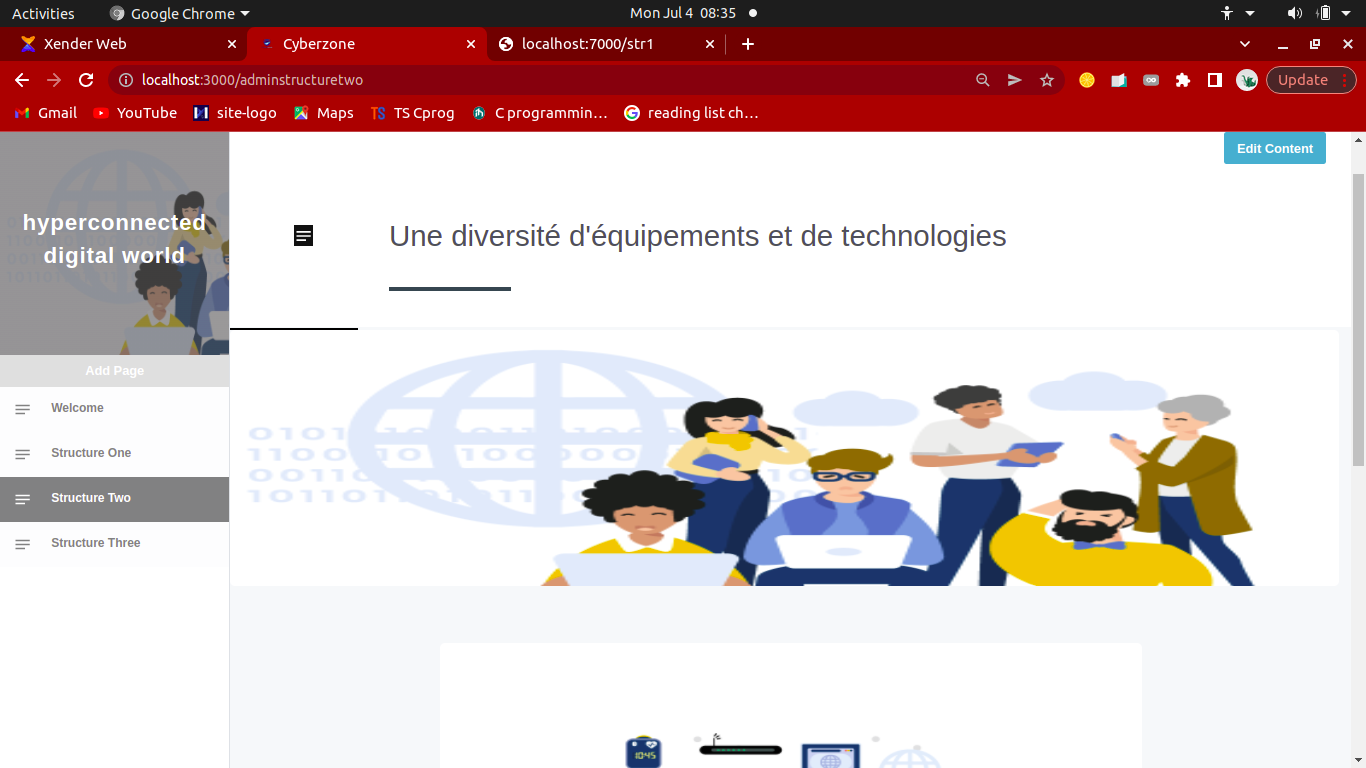 Activities Google Chrome Mon Jul 4 08:35
Xender Web Cyberzone localhost:7000/str1
localhost:3000/adminstructuretwo Update
Gmail YouTube site-logo Maps TS Cprog C programmin… reading list ch…
Edit Content
hyperconnected
digital world
Une diversité d'équipements et de technologies
Add Page
Welcome
Structure One
Structure Two
Structure Three
10:45